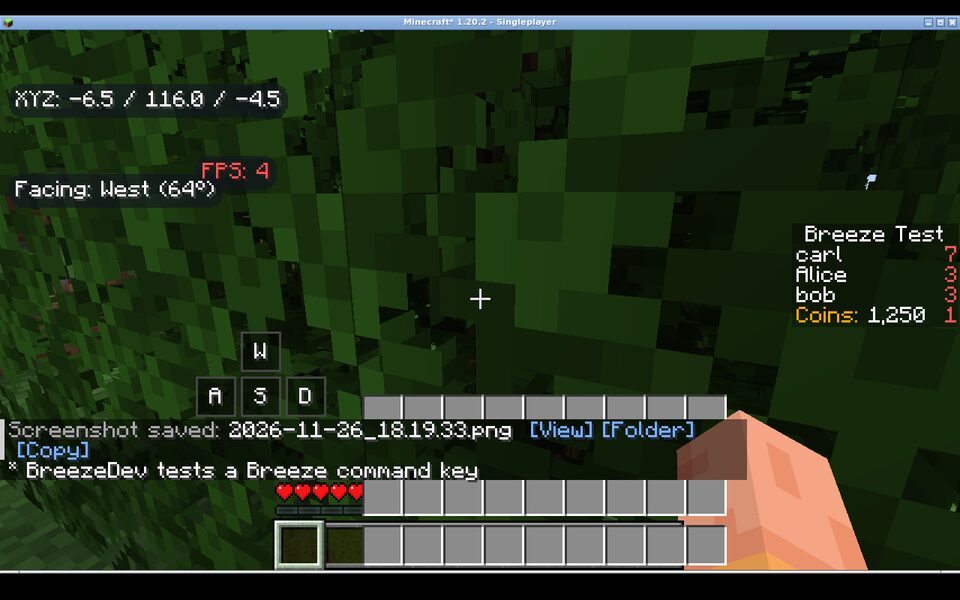 Minecraft* 1.20.2 - Singleplayer
XYZ: -6.5 / 116.0 / -4.5
FPS: 4
Facing: West (64º)
Breeze Test
carl 7
Alice 3
bob 3
Coins: 1,250 1
W
A S D
Screenshot saved: 2026-11-26_18.19.33.png [View] [Folder]
[Copy]
* BreezeDev tests a Breeze command key